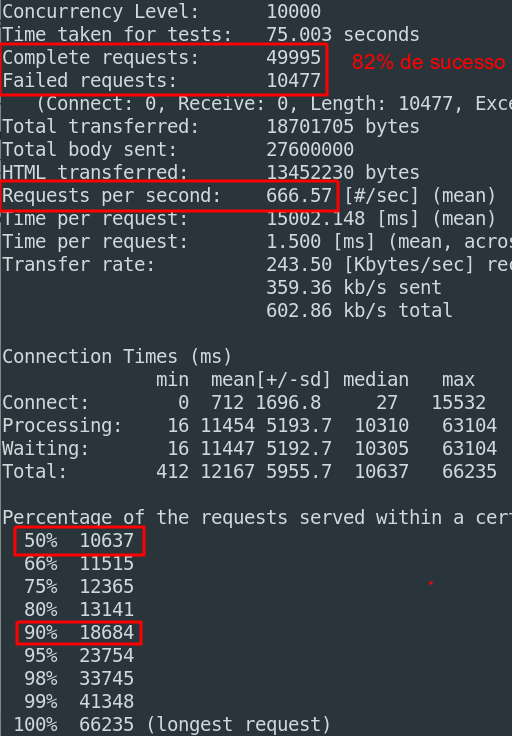 Concurrency Level: 10000
Time taken for tests: 75.003 seconds
Complete requests: 49995
82% de sucesso
Failed requests: 10477
(Connect: 0, Receive: 0, Length: 10477, Exce
Total transferred: 18701705 bytes
Total body sent: 27600000
HTML transferred: 13452230 bytes
Requests per second: 666.57 [#/sec] (mean)
Time per request: 15002.148 [ms] (mean)
Time per request: 1.500 [ms] (mean, acros
Transfer rate: 243.50 [Kbytes/sec] rec
359.36 kb/s sent
602.86 kb/s total
Connection Times (ms)
min mean[+/-sd] median max
Connect: 0 712 1696.8 27 15532
Processing: 16 11454 5193.7 10310 63104
Waiting: 16 11447 5192.7 10305 63104
Total: 412 12167 5955.7 10637 66235
Percentage of the requests served within a cert
50% 10637
66% 11515
75% 12365
80% 13141
90% 18684
95% 23754
98% 33745
99% 41348
100% 66235 (longest request)